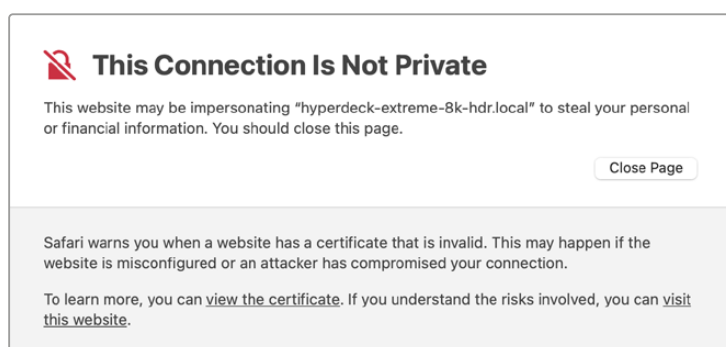 This Connection Is Not Private
This website may be impersonating “hyperdeck-extreme-8k-hdr.local” to steal your personal
or financial information. You should close this page.
Close Page
Safari warns you when a website has a certificate that is invalid. This may happen if the
website is misconfigured or an attacker has compromised your connection.
To learn more, you can view the certificate. If you understand the risks involved, you can visit
this website.